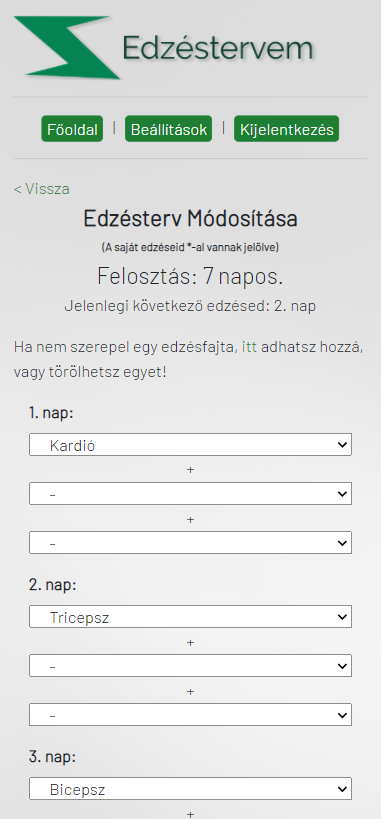 Edzéstervem
Főoldal | Beállítások | Kijelentkezés
< Vissza
Edzésterv Módosítása
(A saját edzéseid *-al vannak jelölve)
Felosztás: 7 napos.
Jelenlegi következő edzésed: 2. nap
Ha nem szerepel egy edzésfajta, itt adhatsz hozzá,
vagy törölhetsz egyet!
1. nap:
Kardió
+
-
+
-
2. nap:
Tricepsz
+
-
+
-
3. nap:
Bicepsz
+